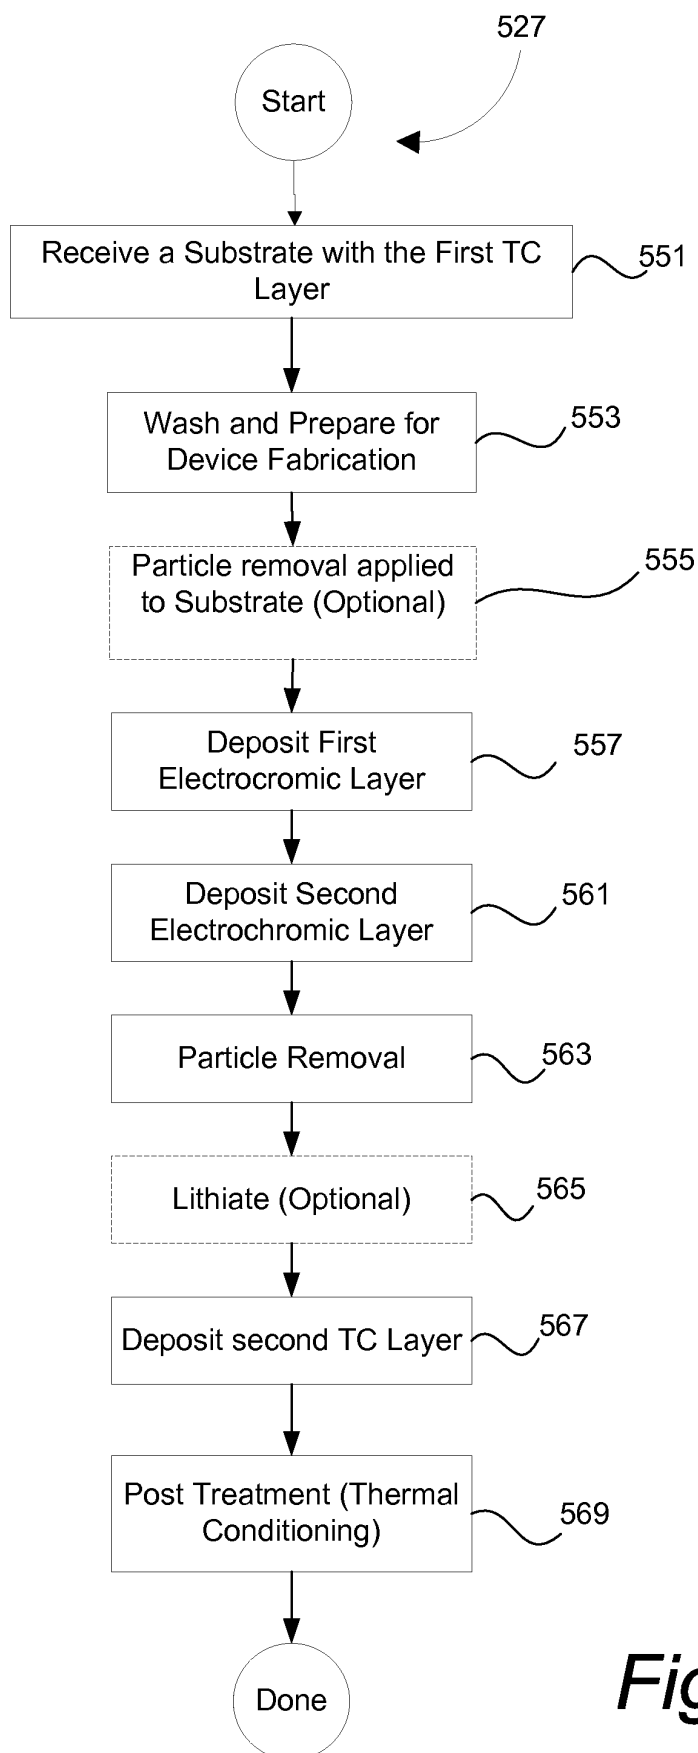 527
Start
Receive a Substrate with the First TC
Layer
551
Wash and Prepare for
Device Fabrication
553
Particle removal applied
to Substrate (Optional)
555
Deposit First
Electrocromic Layer
557
Deposit Second
Electrochromic Layer
561
Particle Removal
563
Lithiate (Optional)
565
Deposit second TC Layer
567
Post Treatment (Thermal
Conditioning)
569
Done